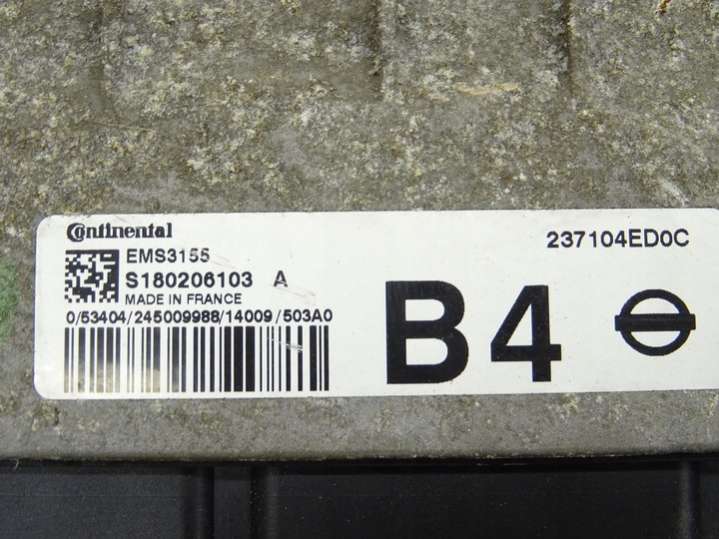 Continental
237104ED0C
EMS3155
S180206103 A
MADE IN FRANCE
0/53404/245009988/14009/503A0
B4